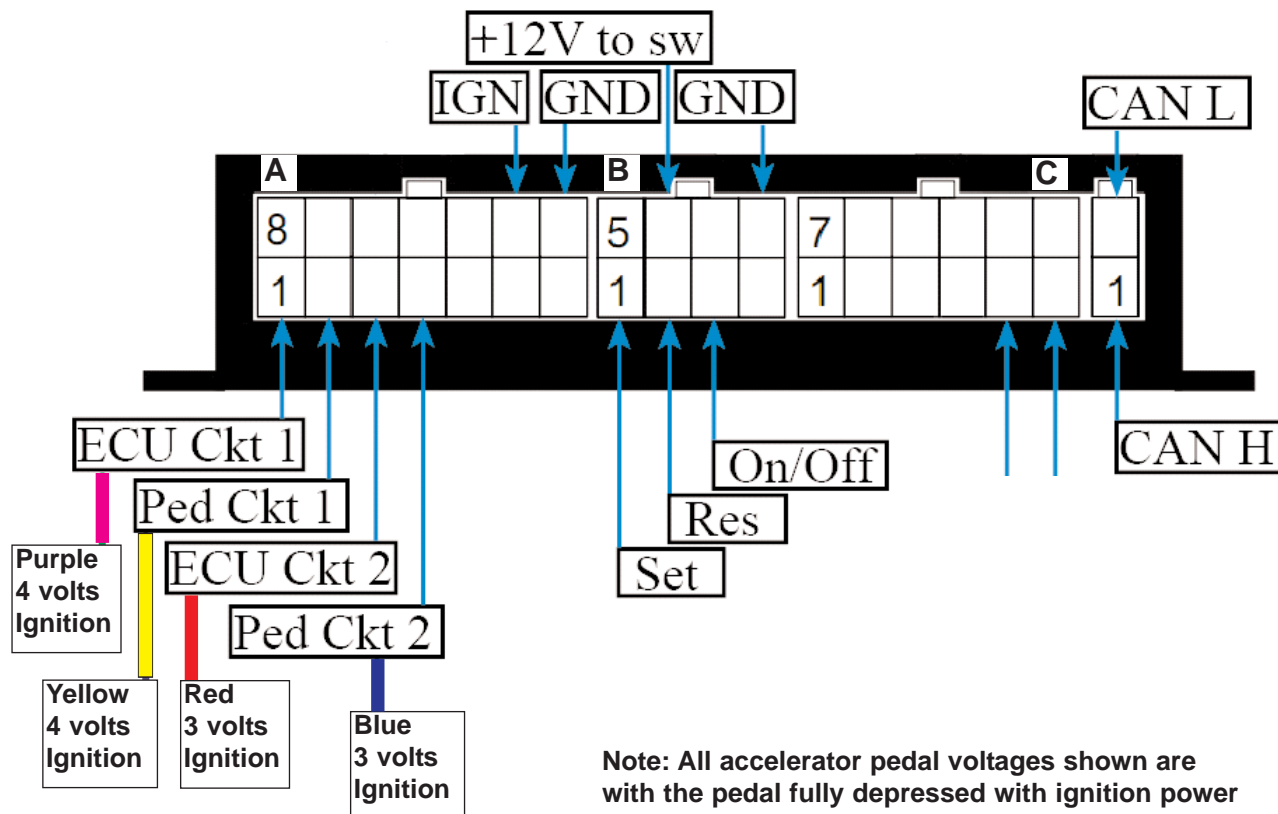 +12V to sw
IGN
GND
GND
CAN L
A
B
C
8
5
7
1
1
1
1
ECU Ckt 1
Ped Ckt 1
ECU Ckt 2
Ped Ckt 2
On/Off
Res
Set
CAN H
Purple
4 volts
Ignition
Yellow
4 volts
Ignition
Red
3 volts
Ignition
Blue
3 volts
Ignition
Note: All accelerator pedal voltages shown are
with the pedal fully depressed with ignition power